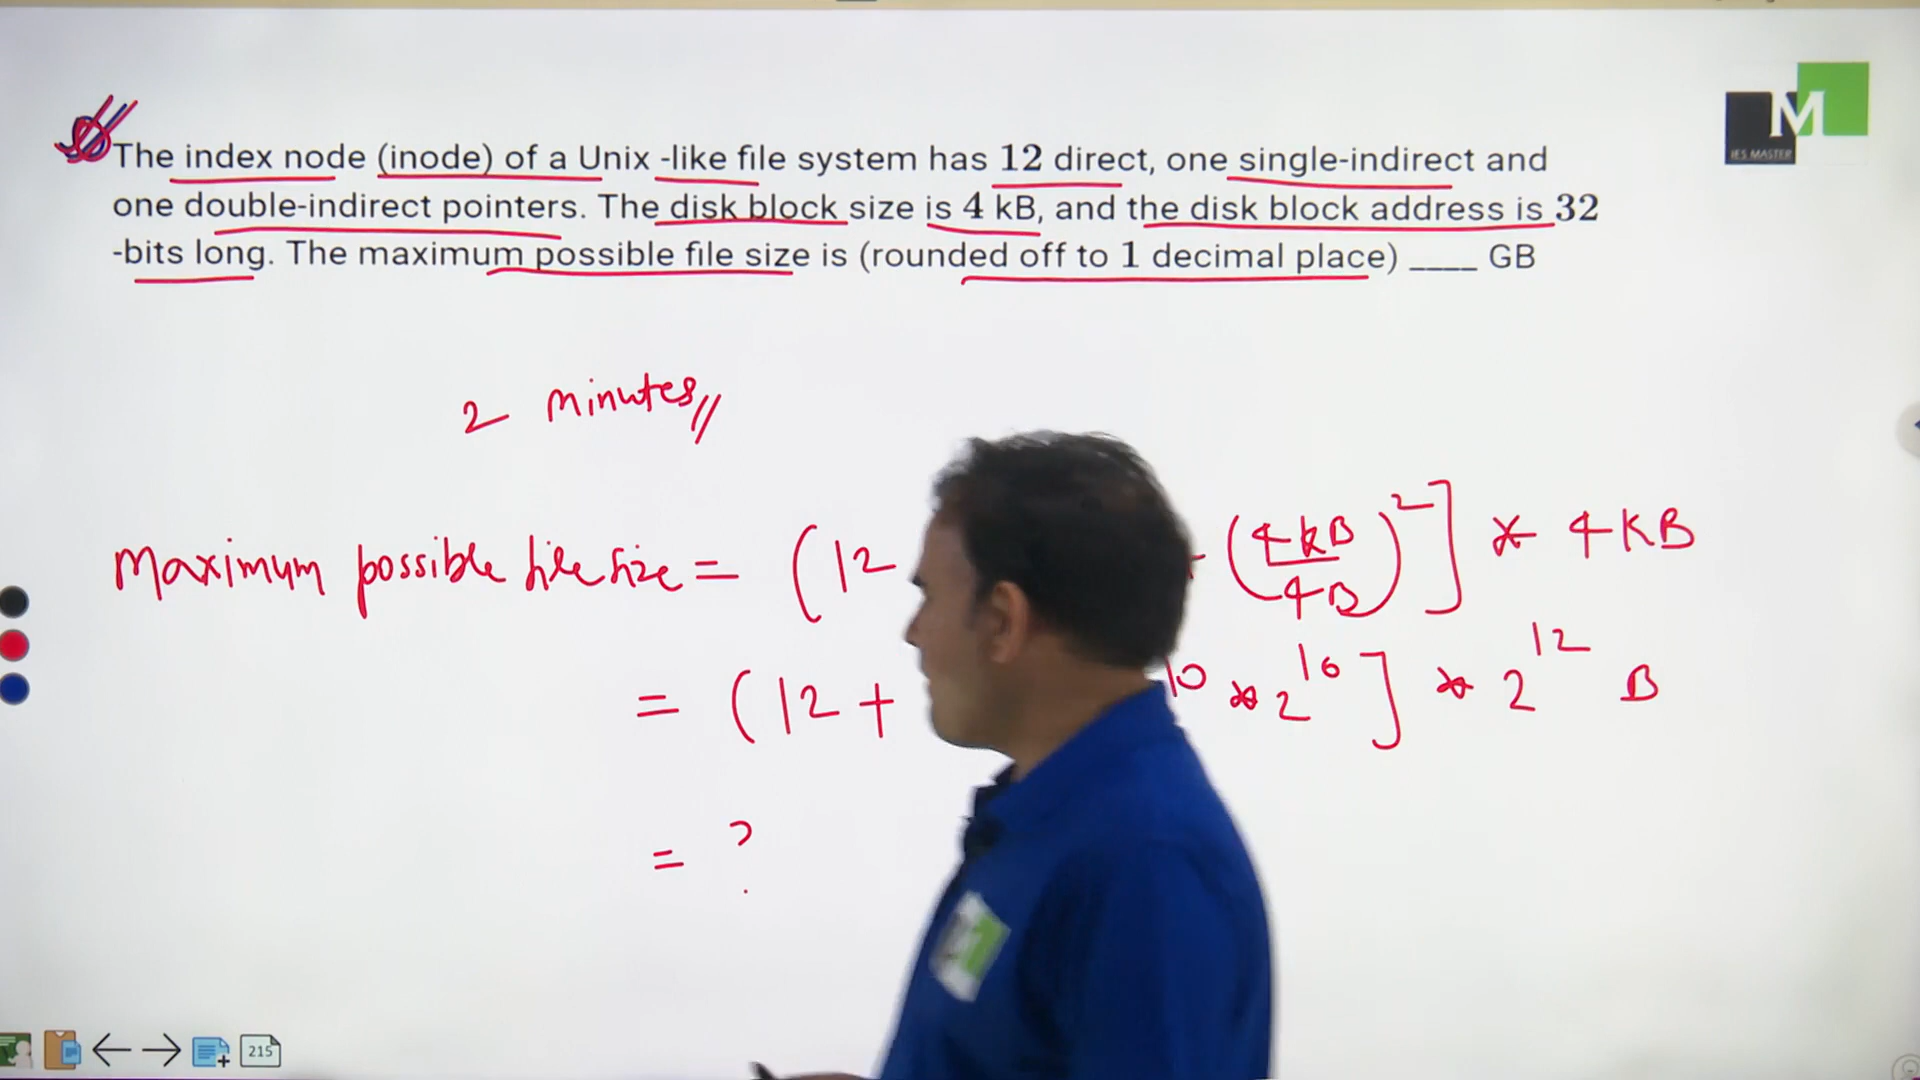 M
IES MASTER
The index node (inode) of a Unix -like file system has 12 direct, one single-indirect and
one double-indirect pointers. The disk block size is 4 kB, and the disk block address is 32
-bits long. The maximum possible file size is (rounded off to 1 decimal place) ____ GB
2 minutes//
Maximum possible file size = (12 (4kB/4B)^2] * 4KB
= (12 + 10 * 2^10] * 2^12 B
= ?
215